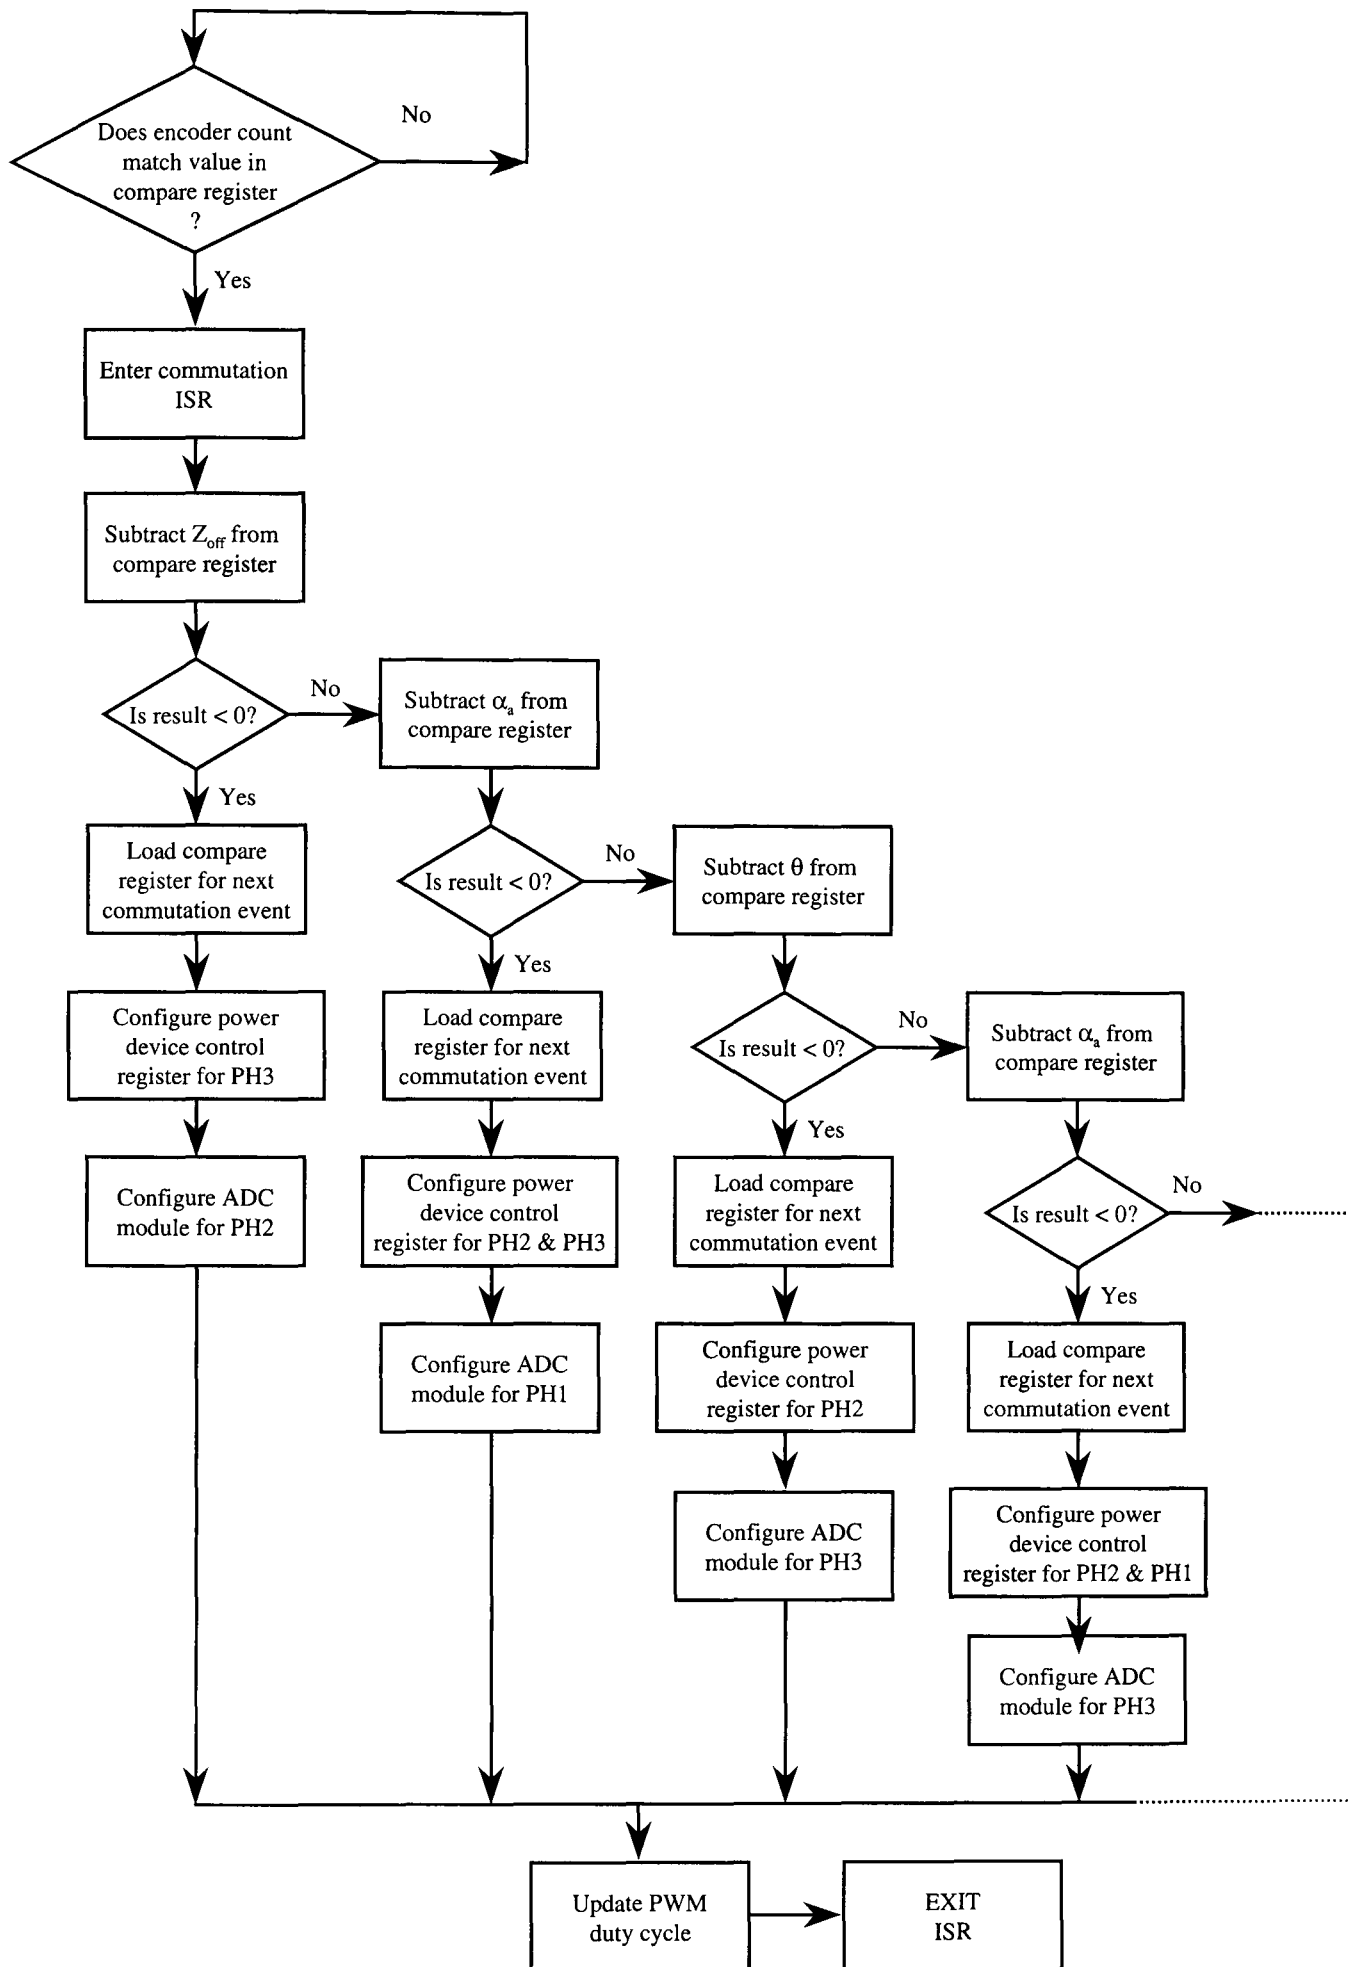 No
Does encoder count
match value in
compare register
?
Yes
Enter commutation
ISR
Subtract Z_off from
compare register
Is result < 0?
No
Subtract α_a from
compare register
Yes
Load compare
register for next
commutation event
Is result < 0?
No
Subtract θ from
compare register
Yes
Configure power
device control
register for PH3
Load compare
register for next
commutation event
Is result < 0?
No
Subtract α_a from
compare register
Yes
Configure ADC
module for PH2
Configure power
device control
register for PH2 & PH3
Load compare
register for next
commutation event
Is result < 0?
No
Yes
Configure ADC
module for PH1
Configure power
device control
register for PH2
Load compare
register for next
commutation event
Configure ADC
module for PH3
Configure power
device control
register for PH2 & PH1
Configure ADC
module for PH3
Update PWM
duty cycle
EXIT
ISR